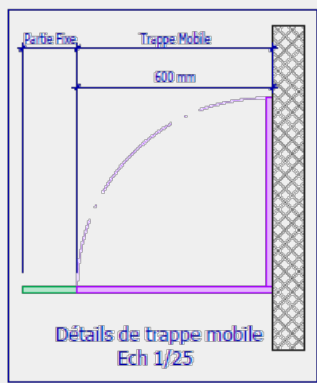 Partie Fixe Trappe Mobile
600 mm
Détails de trappe mobile
Ech 1/25